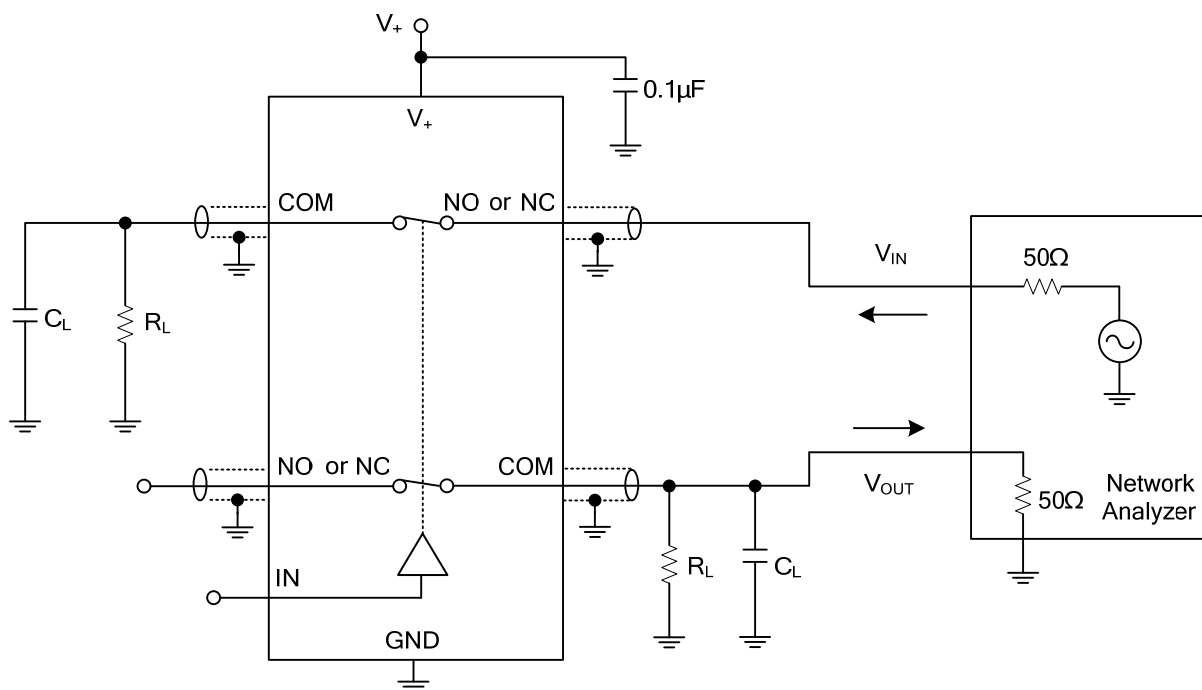 V+
0.1µF
V+
COM
NO or NC
VIN
50Ω
CL
RL
NO or NC
COM
VOUT
50Ω
Network
Analyzer
RL
CL
IN
GND